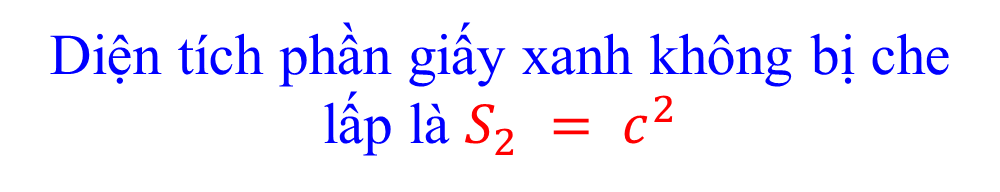 Diện tích phần giấy xanh không bị che
lấp là S₂ = c²